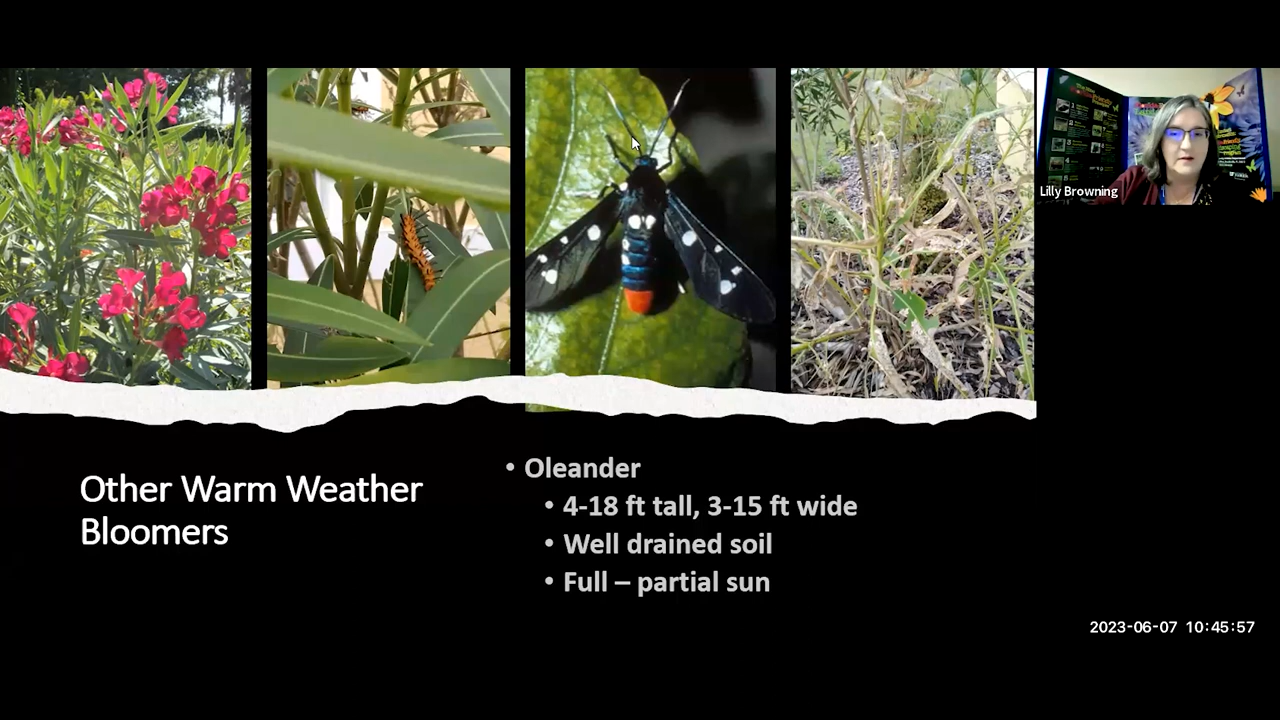 Lilly Browning
Other Warm Weather
Bloomers
• Oleander
• 4-18 ft tall, 3-15 ft wide
• Well drained soil
• Full – partial sun
2023-06-07 10:45:57